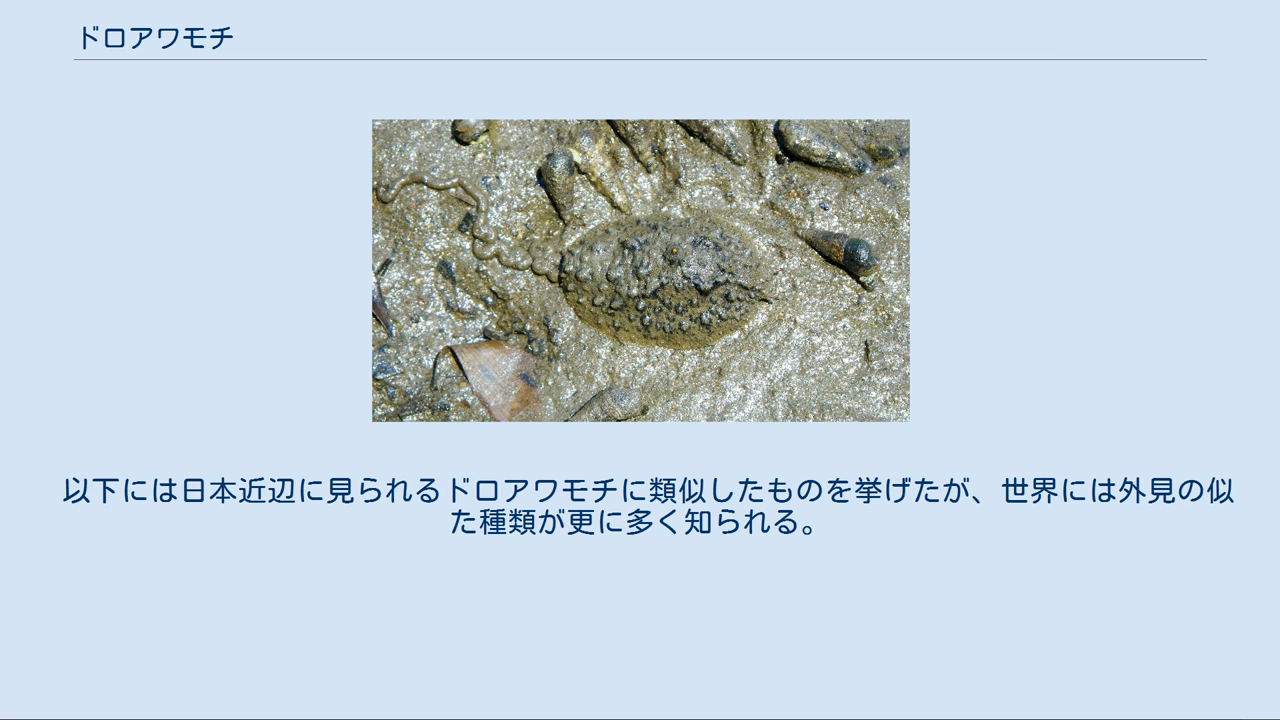 ドロアワモチ
以下には日本近辺に見られるドロアワモチに類似したものを挙げたが、世界には外見の似
た種類が更に多く知られる。